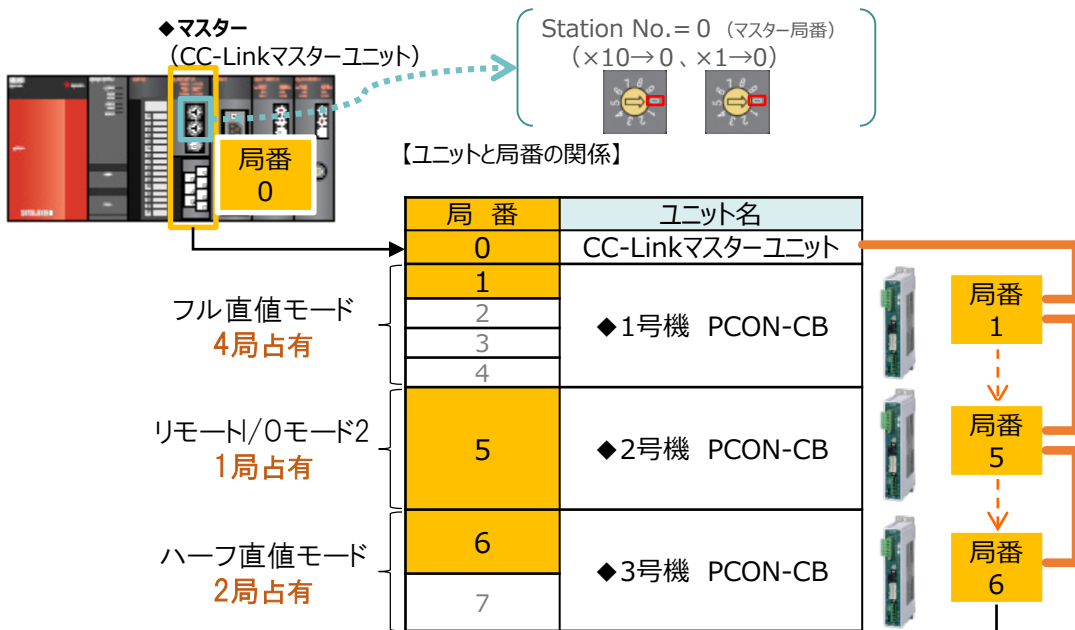 ◆マスター
（CC-Linkマスターユニット）
Station No.＝0 （マスター局番）
（×10→0 、×1→0）
局番
0
【ユニットと局番の関係】
局 番
ユニット名
0
CC-Linkマスターユニット
フル直値モード
4局占有
1
2
3
4
◆1号機 PCON-CB
局番
1
リモートI/Oモード2
1局占有
5
◆2号機 PCON-CB
局番
5
ハーフ直値モード
2局占有
6
7
◆3号機 PCON-CB
局番
6